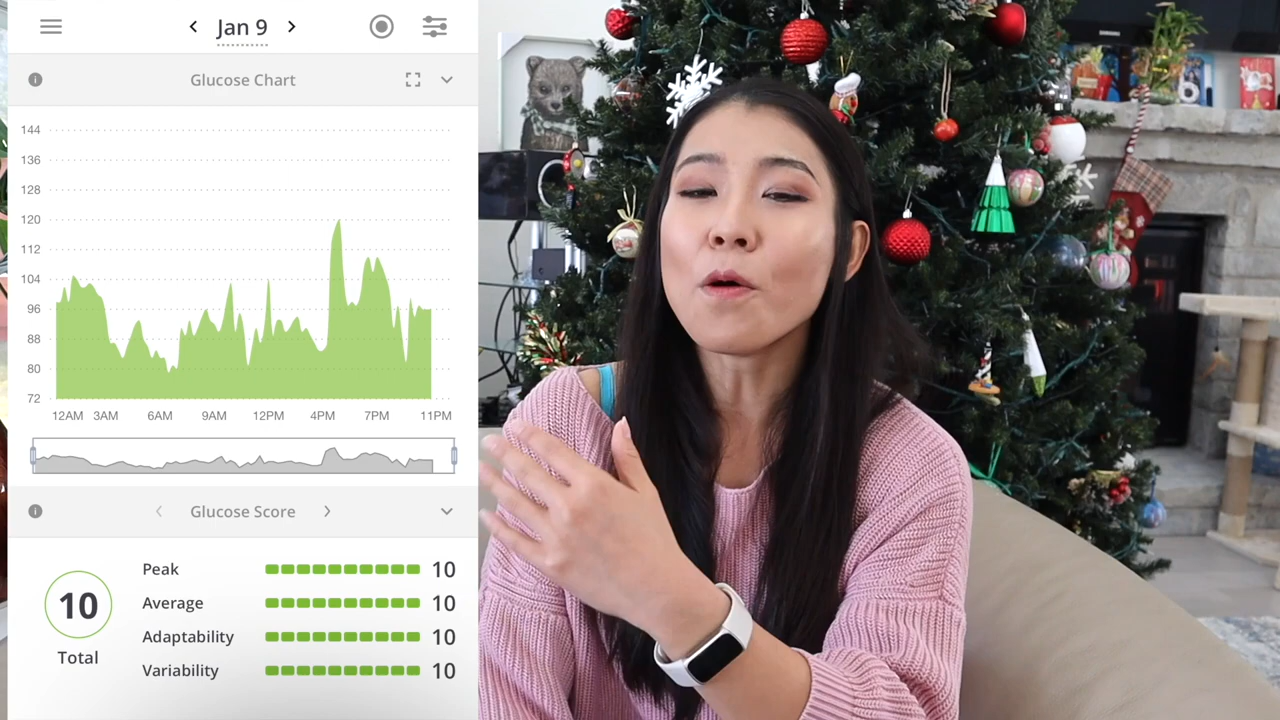 Jan 9
Glucose Chart
144
136
128
120
112
104
96
88
80
72
12AM 3AM 6AM 9AM 12PM 4PM 7PM 11PM
Glucose Score
Peak 10
Average 10
Adaptability 10
Variability 10
10
Total